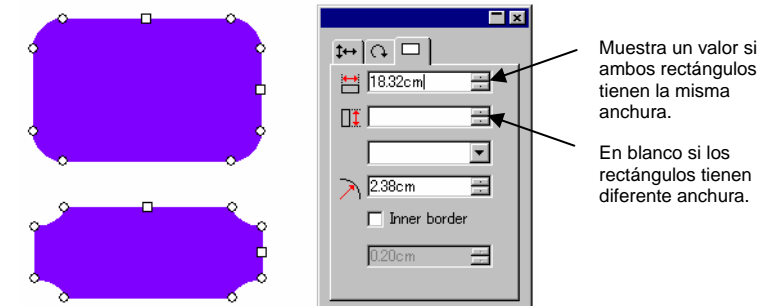 18.32cm
2.38cm
Inner border
0.20cm
Muestra un valor si
ambos rectángulos
tienen la misma
anchura.
En blanco si los
rectángulos tienen
diferente anchura.